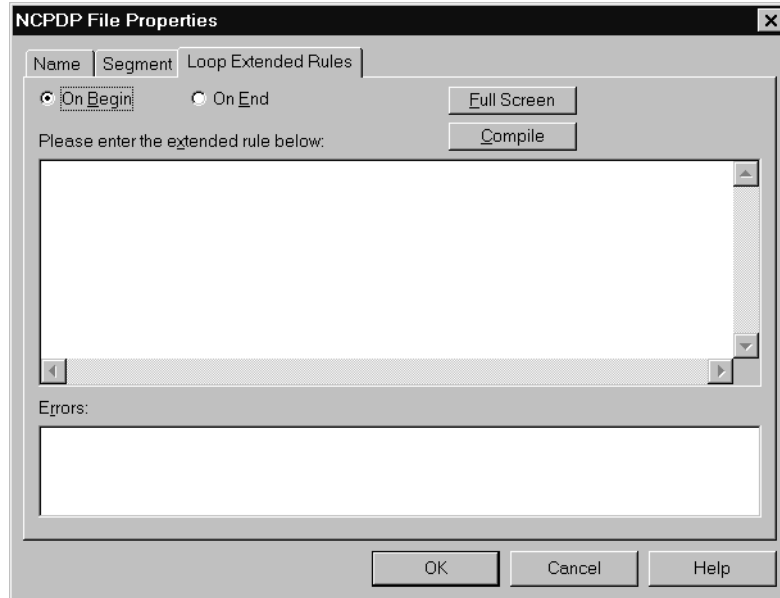 NCPDP File Properties
Name Segment Loop Extended Rules
On Begin On End Full Screen
Please enter the extended rule below: Compile
Errors:
OK Cancel Help